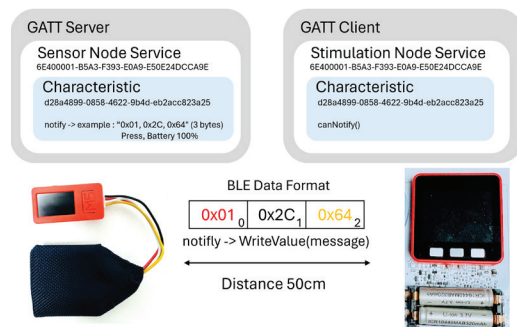 GATT Server
Sensor Node Service
6E400001-B5A3-F393-E0A9-E50E24DCCA9E
Characteristic
d28a4899-0858-4622-9b4d-eb2acc823a25
notify -> example : "0x01, 0x2C, 0x64" (3 bytes)
Press, Battery 100%
GATT Client
Stimulation Node Service
6E400001-B5A3-F393-E0A9-E50E24DCCA9E
Characteristic
d28a4899-0858-4622-9b4d-eb2acc823a25
canNotify()
BLE Data Format
0x01 0 0x2C 1 0x64 2
notifly -> WriteValue(message)
Distance 50cm